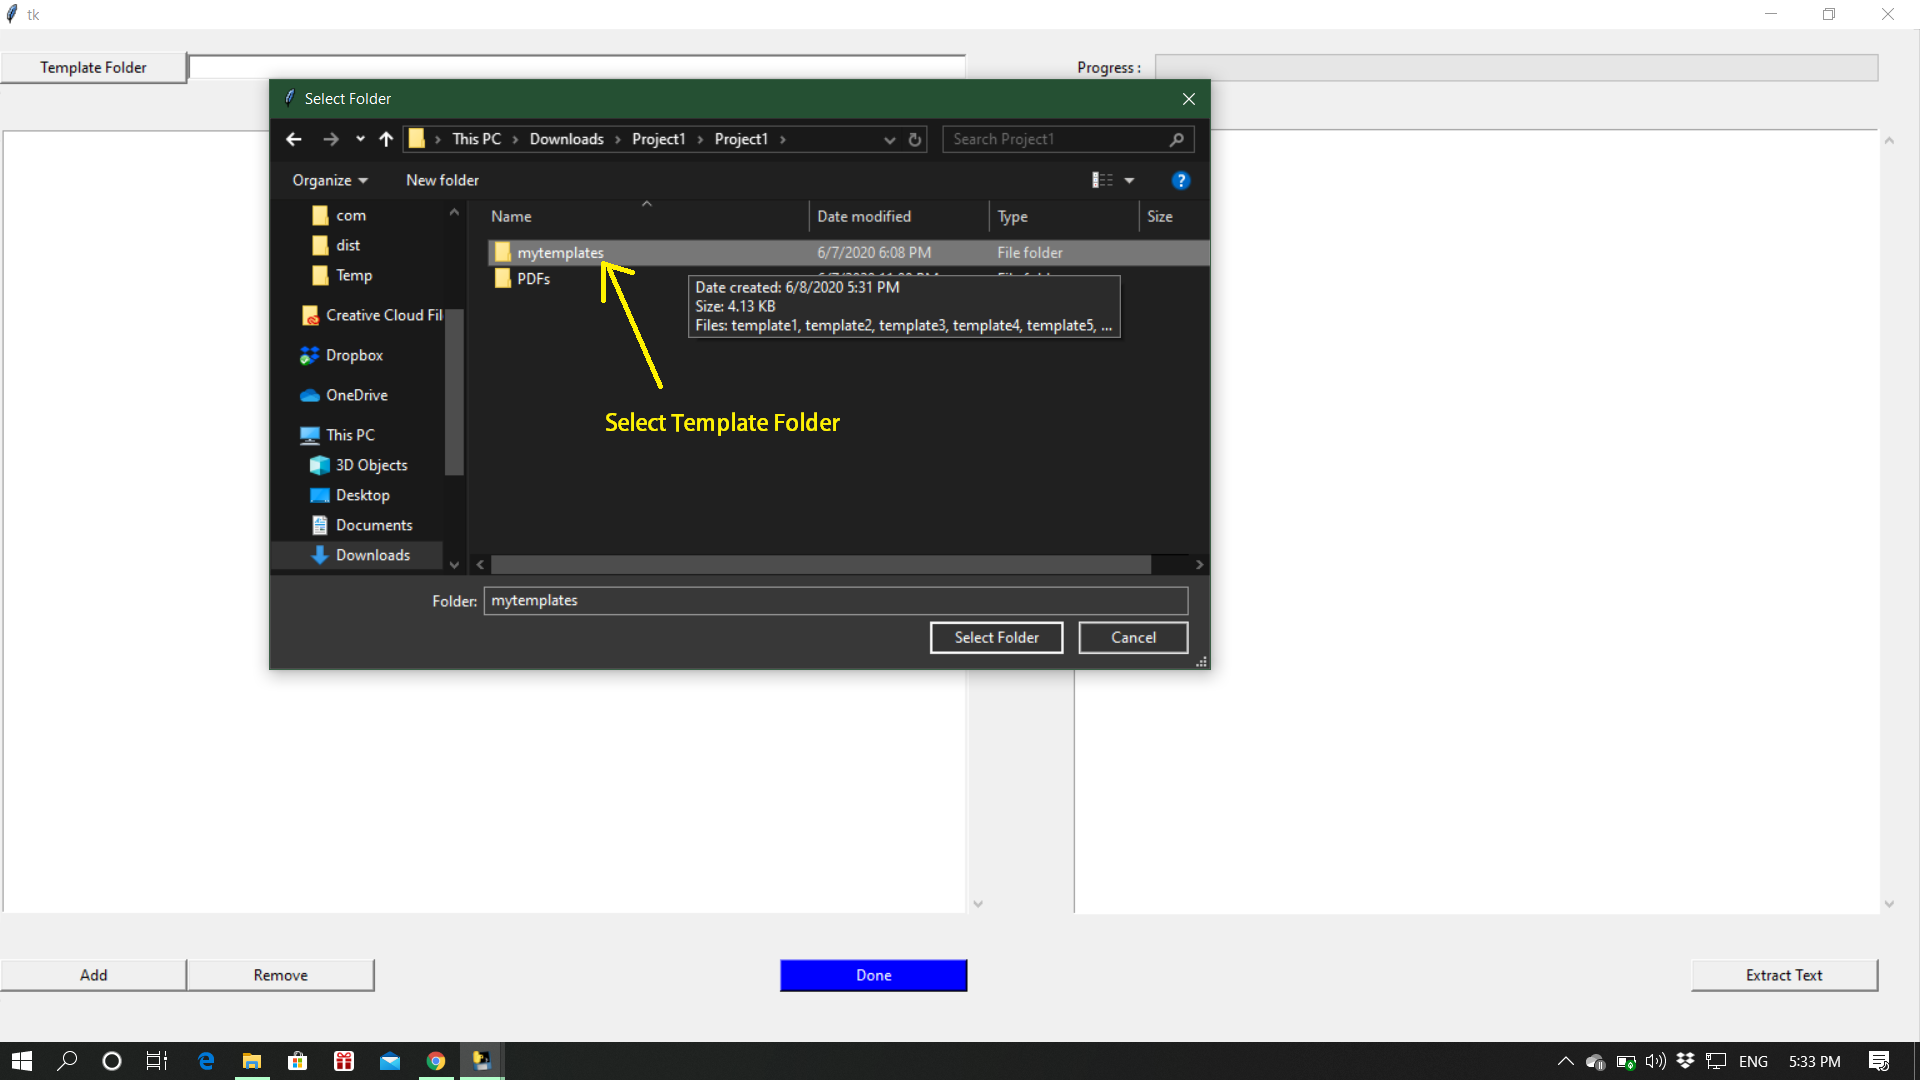 tk
Template Folder
Progress :
Select Folder
This PC > Downloads > Project1 > Project1 >
Search Project1
Organize
New folder
?
com
dist
Temp
Creative Cloud Fil
Dropbox
OneDrive
This PC
3D Objects
Desktop
Documents
Downloads
Name Date modified Type Size
mytemplates 6/7/2020 6:08 PM File folder
PDFs
Date created: 6/8/2020 5:31 PM
Size: 4.13 KB
Files: template1, template2, template3, template4, template5, ...
Select Template Folder
Folder: mytemplates
Select Folder
Cancel
Add
Remove
Done
Extract Text
ENG
5:33 PM